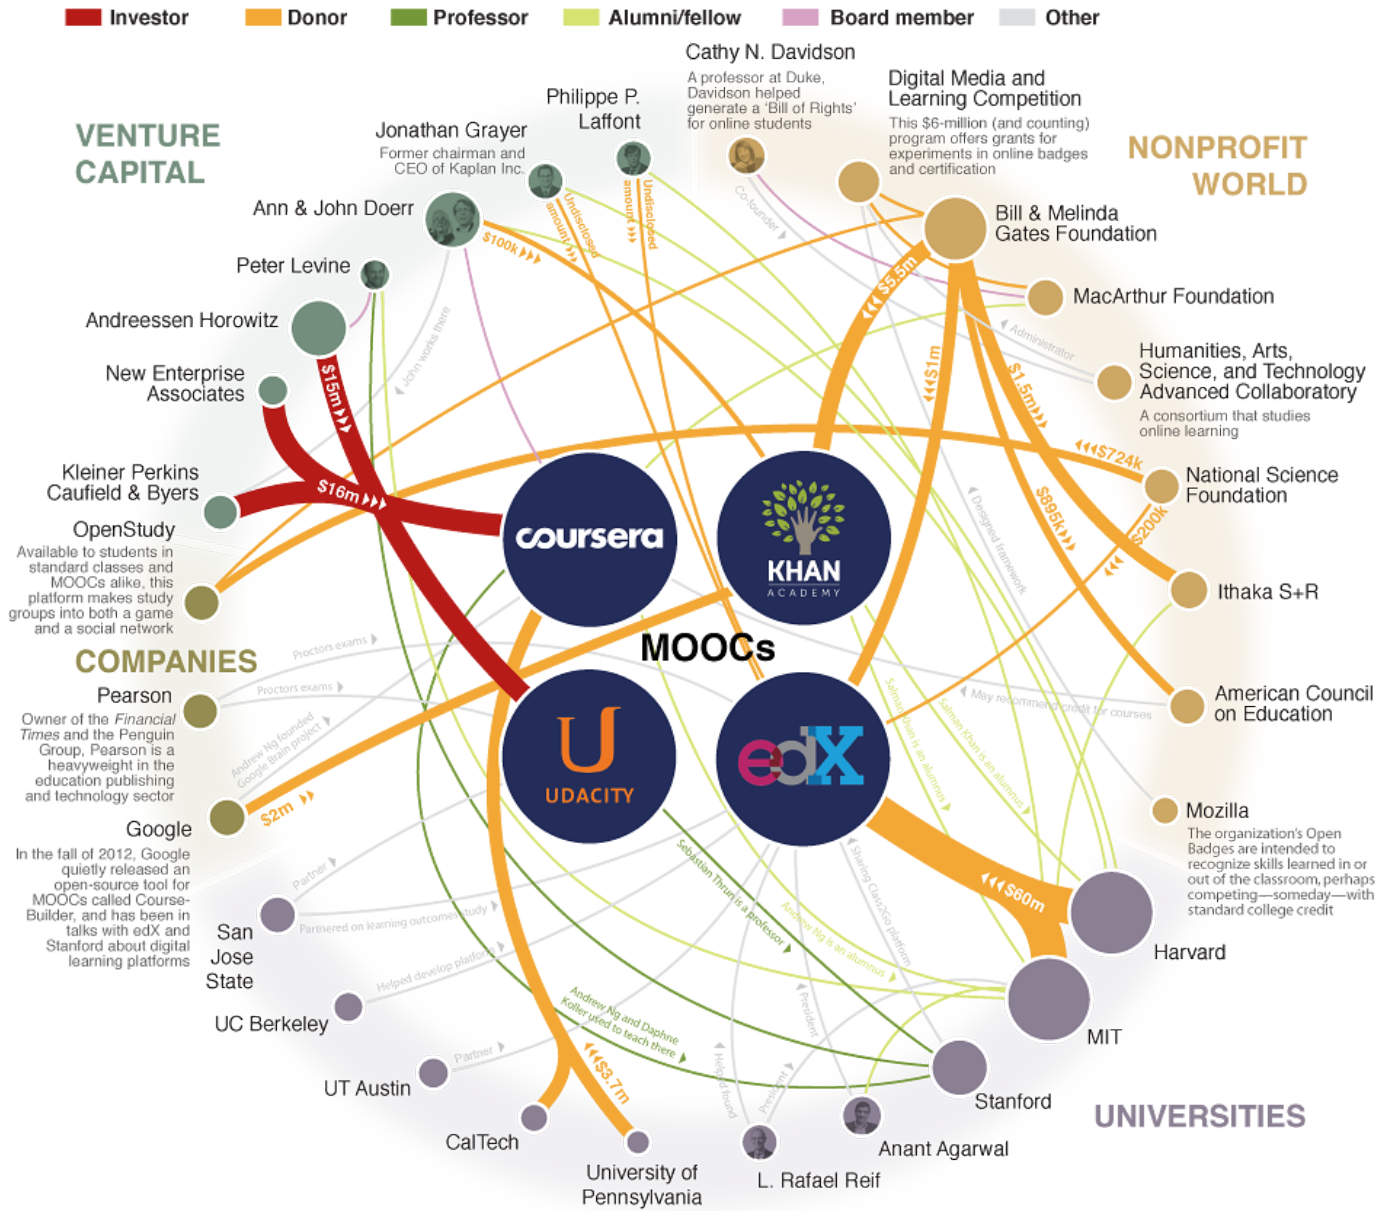 Investor
Donor
Professor
Alumni/fellow
Board member
Other
VENTURE
CAPITAL
Philippe P.
Laffont
Jonathan Grayer
Former chairman and
CEO of Kaplan Inc.
Ann & John Doerr
Peter Levine
Andreessen Horowitz
New Enterprise
Associates
Kleiner Perkins
Caufield & Byers
Cathy N. Davidson
A professor at Duke,
Davidson helped
generate a ‘Bill of Rights’
for online students
Digital Media and
Learning Competition
This $6-million (and counting)
program offers grants for
experiments in online badges
and certification
NONPROFIT
WORLD
Bill & Melinda
Gates Foundation
MacArthur Foundation
Humanities, Arts,
Science, and Technology
Advanced Collaboratory
A consortium that studies
online learning
National Science
Foundation
Ithaka S+R
American Council
on Education
Mozilla
The organization's Open
Badges are intended to
recognize skills learned in or
out of the classroom, perhaps
competing—someday—with
standard college credit
OpenStudy
Available to students in
standard classes and
MOOCs alike, this
platform makes study
groups into both a game
and a social network
COMPANIES
Pearson
Owner of the Financial
Times and the Penguin
Group, Pearson is a
heavyweight in the
education publishing
and technology sector
Google
In the fall of 2012, Google
quietly released an
open-source tool for
MOOCs called Course-
Builder, and has been in
talks with edX and
Stanford about digital
learning platforms
San
Jose
State
UC Berkeley
UT Austin
CalTech
University of
Pennsylvania
L. Rafael Reif
Anant Agarwal
Stanford
MIT
Harvard
UNIVERSITIES
coursera
KHAN
ACADEMY
MOOCs
U
UDACITY
edX
$100k
Undisclosed
amount
Undisclosed
amount
Co-founder
$5.5m
$1m
$1.5m
Administrator
$724k
$895k
$200k
Designed framework
John works there
$15m
$16m
Proctors exams
Proctors exams
Andrew Ng founded
Google Brain project
$2m
Partner
Partnered on learning outcomes study
Helped develop platform
Partner
$3.7m
Andrew Ng and Daphne
Koller used to teach there
Sebastian Thrun is a professor
Andrew Ng is an alumnus
Sharing Class2Go platform
President
President
Helped found
$60m
Salman Khan is an alumnus
Salman Khan is an alumnus
May recommend credit for courses